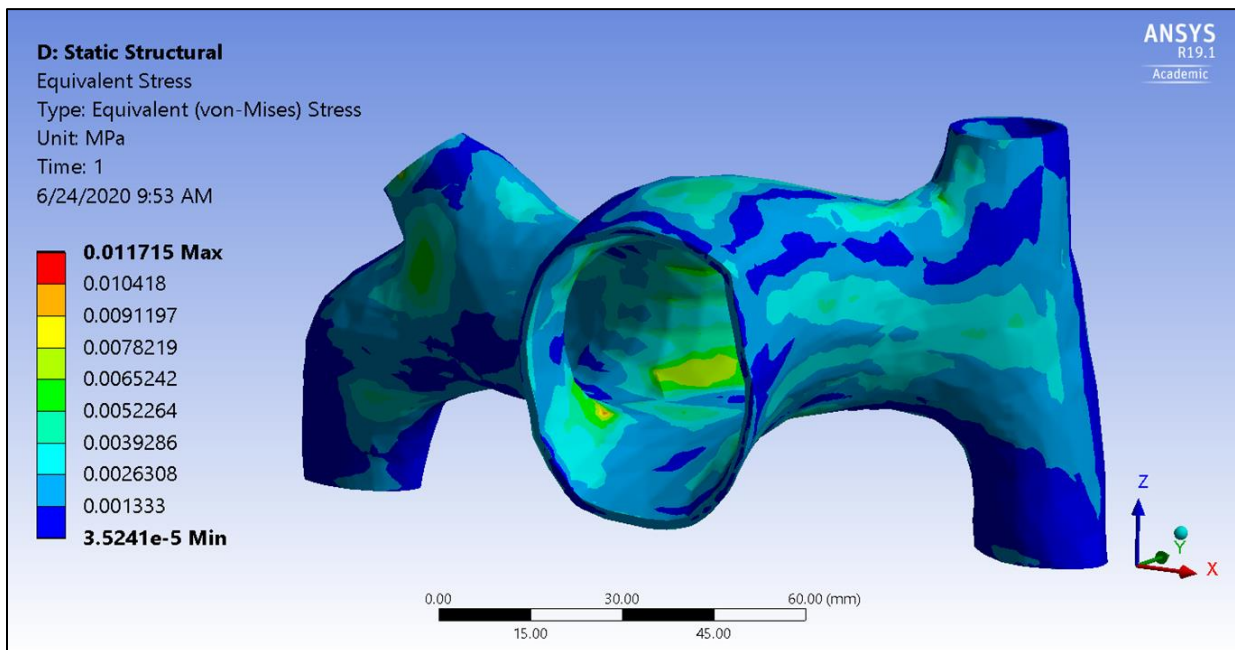 D: Static Structural
Equivalent Stress
Type: Equivalent (von-Mises) Stress
Unit: MPa
Time: 1
6/24/2020 9:53 AM
0.011715 Max
0.010418
0.0091197
0.0078219
0.0065242
0.0052264
0.0039286
0.0026308
0.001333
3.5241e-5 Min
ANSYS
R19.1
Academic
Z
Y
X
0.00 30.00 60.00 (mm)
15.00 45.00